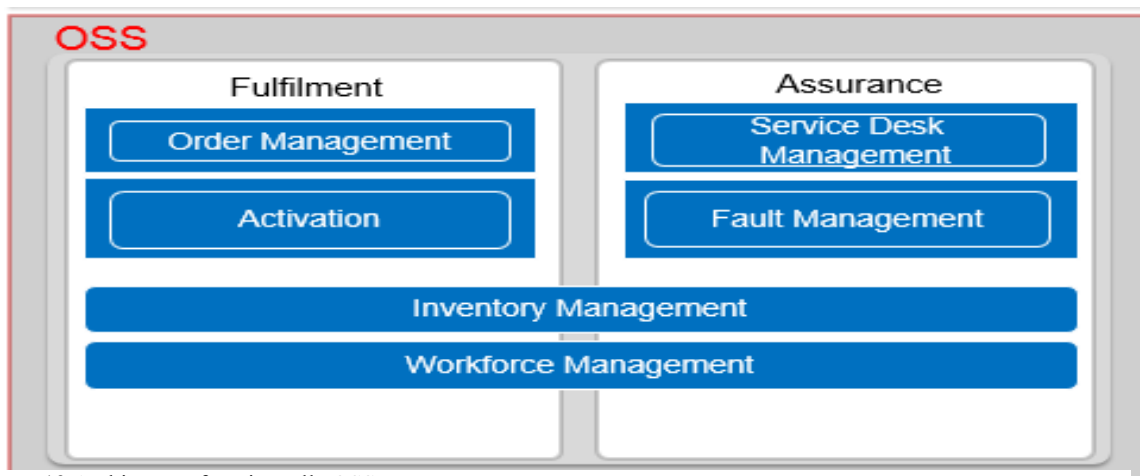 OSS
Fulfilment
Order Management
Activation
Assurance
Service Desk
Management
Fault Management
Inventory Management
Workforce Management